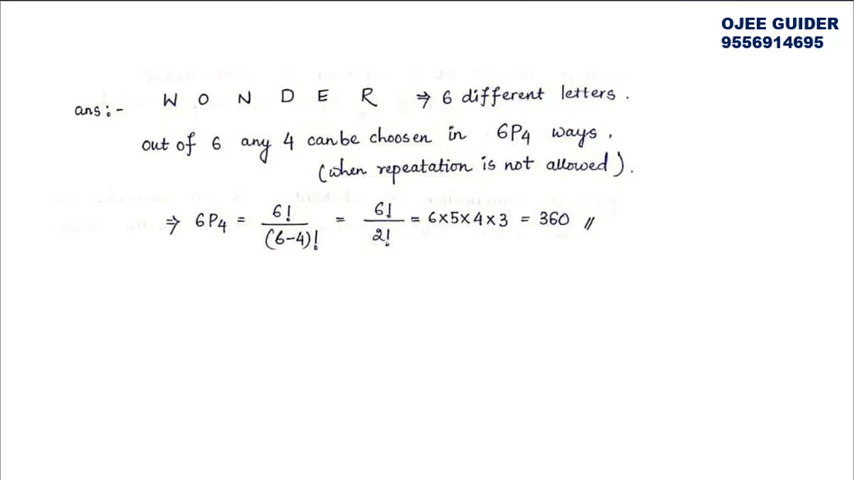 OJEE GUIDER
9556914695
ans:- W O N D E R ⇒ 6 different letters.
out of 6 any 4 canbe choosen in 6P4 ways.
(when repeatation is not allowed).
⇒ 6P4 = 6!/(6-4)! = 6!/2! = 6×5×4×3 = 360 //